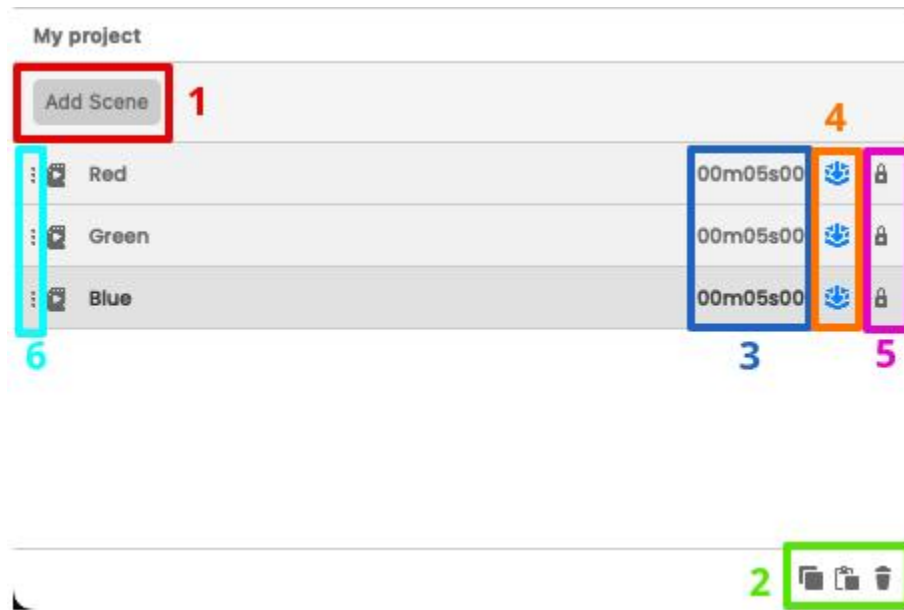 My project
Add Scene 1
4
Red 00m05s00
Green 00m05s00
Blue 00m05s00
6 3 5
2